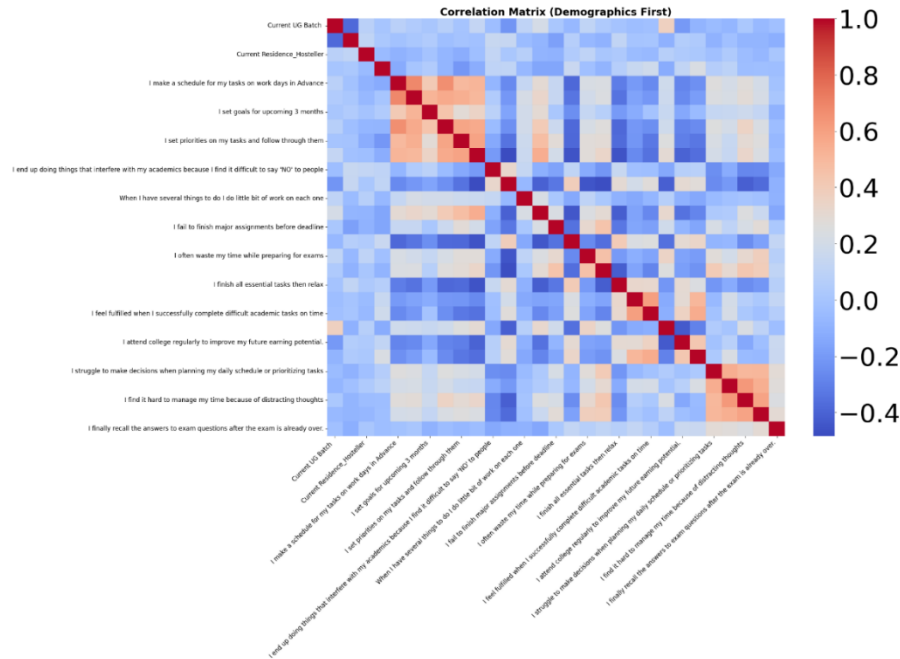 Correlation Matrix (Demographics First)
Current UG Batch
Current Residence_Hosteller
I make a schedule for my tasks on work days in Advance
I set goals for upcoming 3 months
I set priorities on my tasks and follow through them
I end up doing things that interfere with my academics because I find it difficult to say 'NO' to people
When I have several things to do I do little bit of work on each one
I fail to finish major assignments before deadline
I often waste my time while preparing for exams
I finish all essential tasks then relax
I feel fulfilled when I successfully complete difficult academic tasks on time
I attend college regularly to improve my future earning potential.
I struggle to make decisions when planning my daily schedule or prioritizing tasks
I find it hard to manage my time because of distracting thoughts
I finally recall the answers to exam questions after the exam is already over.
1.0
0.8
0.6
0.4
0.2
0.0
−0.2
−0.4
Current UG Batch
Current Residence_Hosteller
I make a schedule for my tasks on work days in Advance
I set goals for upcoming 3 months
I set priorities on my tasks and follow through them
I end up doing things that interfere with my academics because I find it difficult to say 'NO' to people
When I have several things to do I do little bit of work on each one
I fail to finish major assignments before deadline
I often waste my time while preparing for exams
I finish all essential tasks then relax
I feel fulfilled when I successfully complete difficult academic tasks on time
I attend college regularly to improve my future earning potential.
I struggle to make decisions when planning my daily schedule or prioritizing tasks
I find it hard to manage my time because of distracting thoughts
I finally recall the answers to exam questions after the exam is already over.